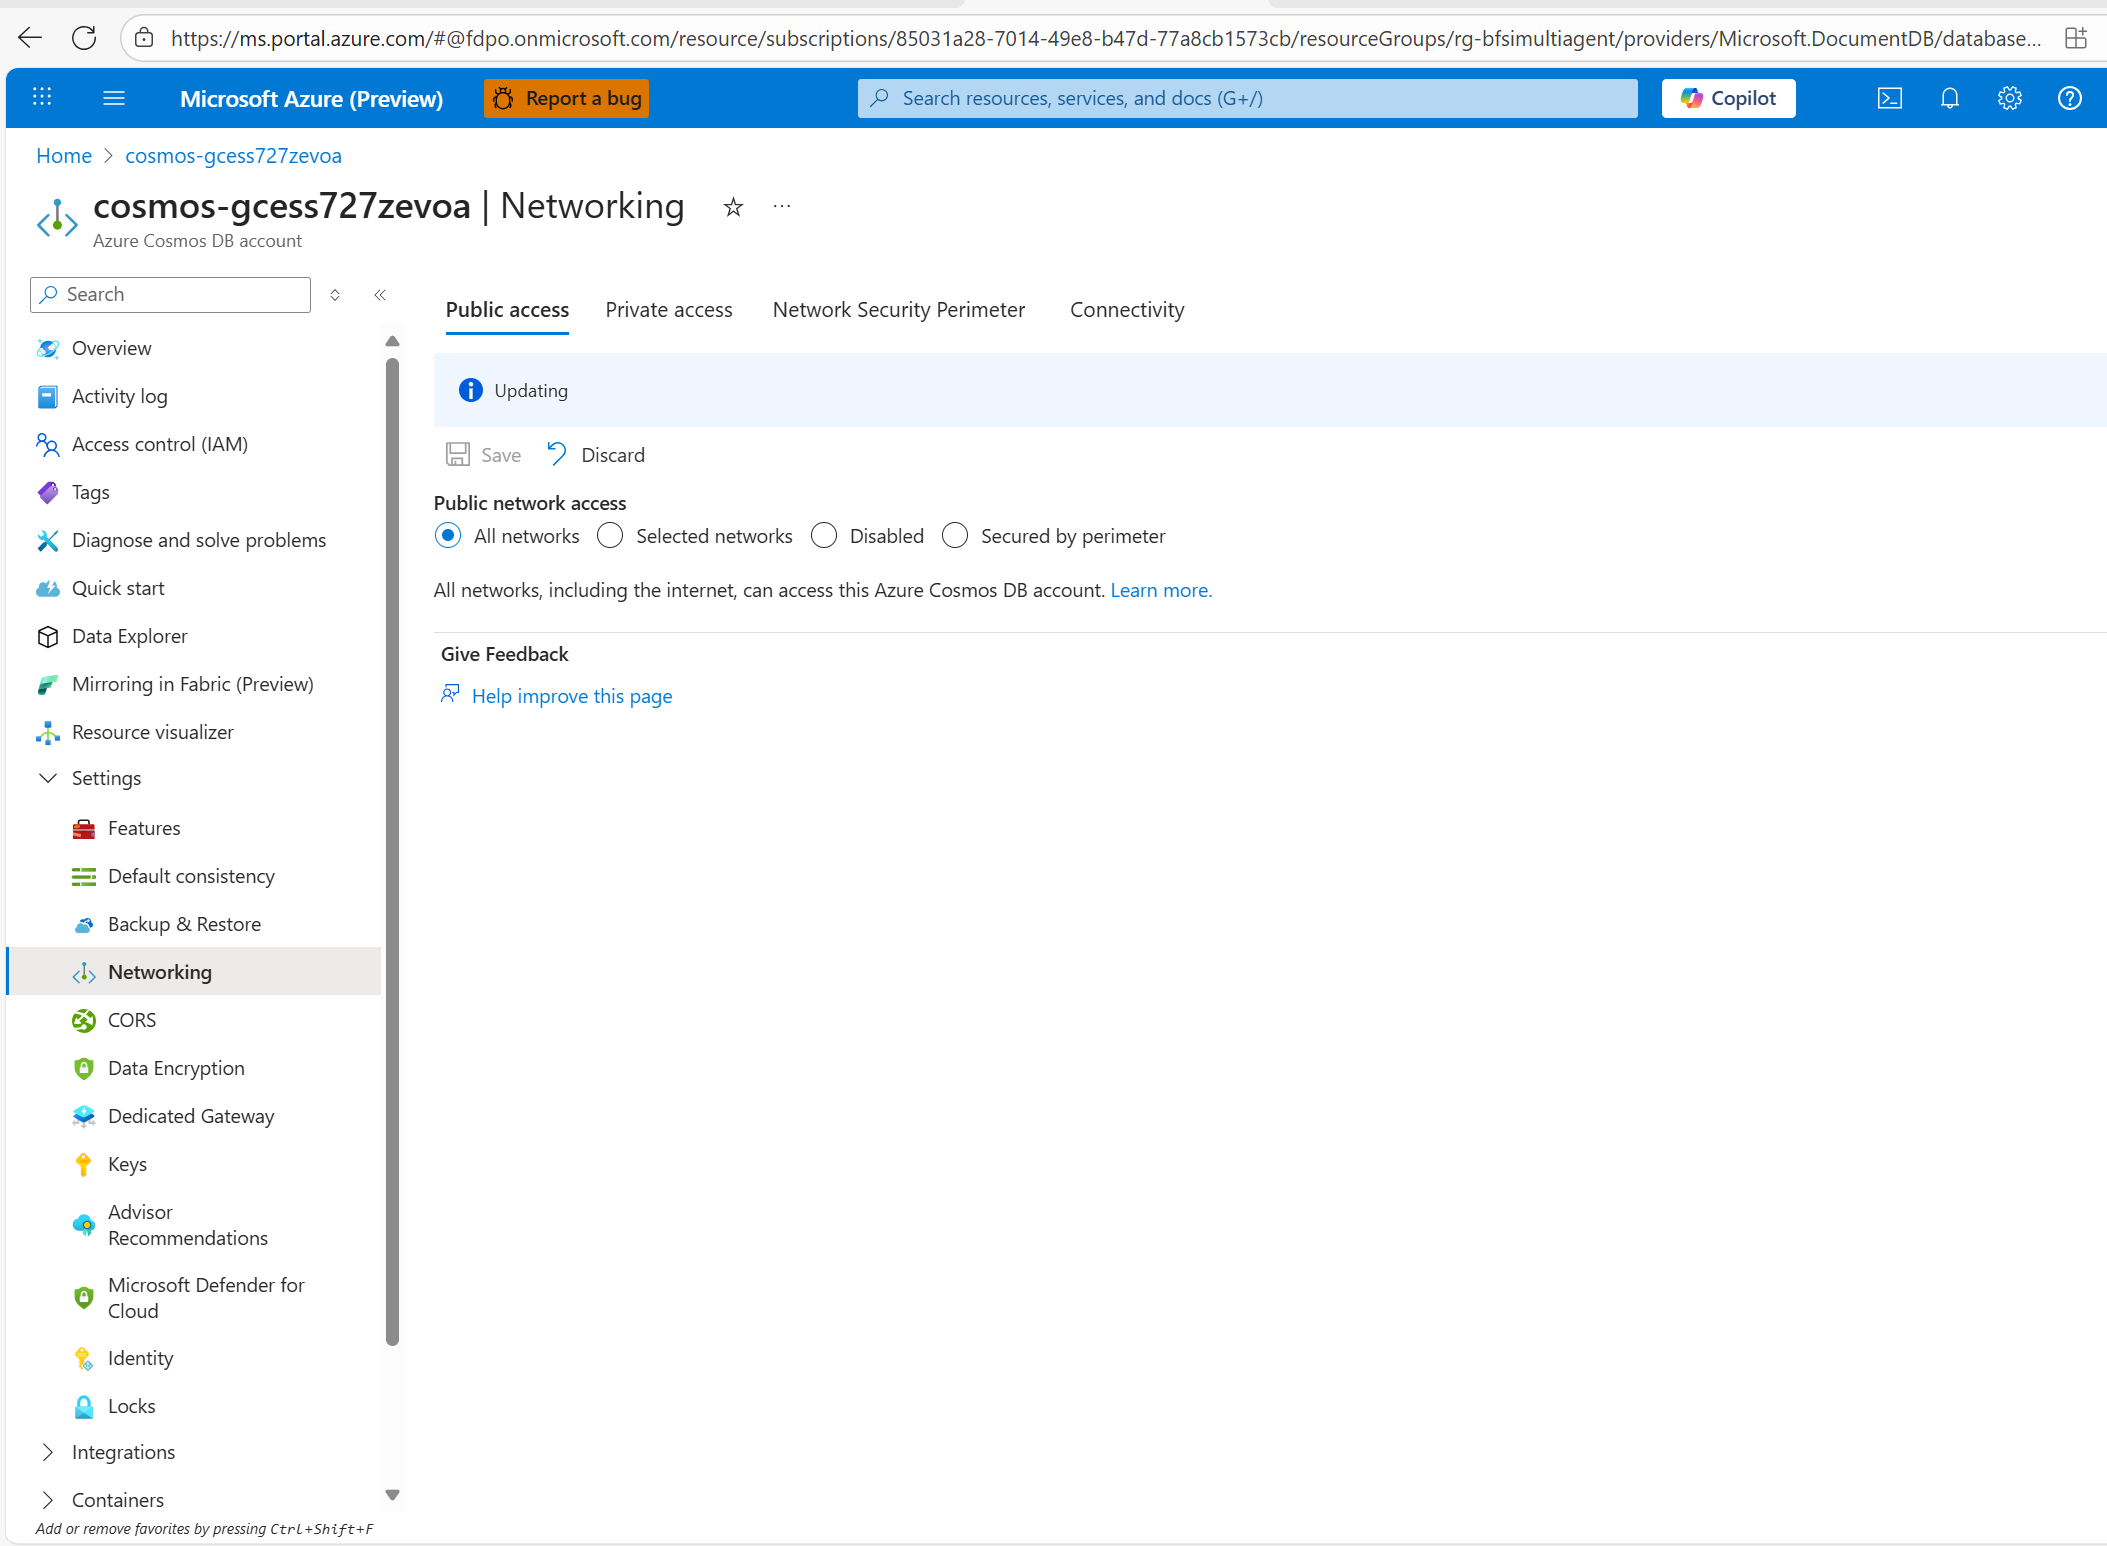 https://ms.portal.azure.com/#@fdpo.onmicrosoft.com/resource/subscriptions/85031a28-7014-49e8-b47d-77a8cb1573cb/resourceGroups/rg-bfsimultiagent/providers/Microsoft.DocumentDB/database...
Microsoft Azure (Preview)
Report a bug
Search resources, services, and docs (G+/)
Copilot
Home > cosmos-gcess727zevoa
cosmos-gcess727zevoa | Networking
Azure Cosmos DB account
Search
Overview
Activity log
Access control (IAM)
Tags
Diagnose and solve problems
Quick start
Data Explorer
Mirroring in Fabric (Preview)
Resource visualizer
Settings
Features
Default consistency
Backup & Restore
Networking
CORS
Data Encryption
Dedicated Gateway
Keys
Advisor
Recommendations
Microsoft Defender for
Cloud
Identity
Locks
Integrations
Containers
Add or remove favorites by pressing Ctrl+Shift+F
Public access Private access Network Security Perimeter Connectivity
Updating
Save Discard
Public network access
All networks Selected networks Disabled Secured by perimeter
All networks, including the internet, can access this Azure Cosmos DB account. Learn more.
Give Feedback
Help improve this page